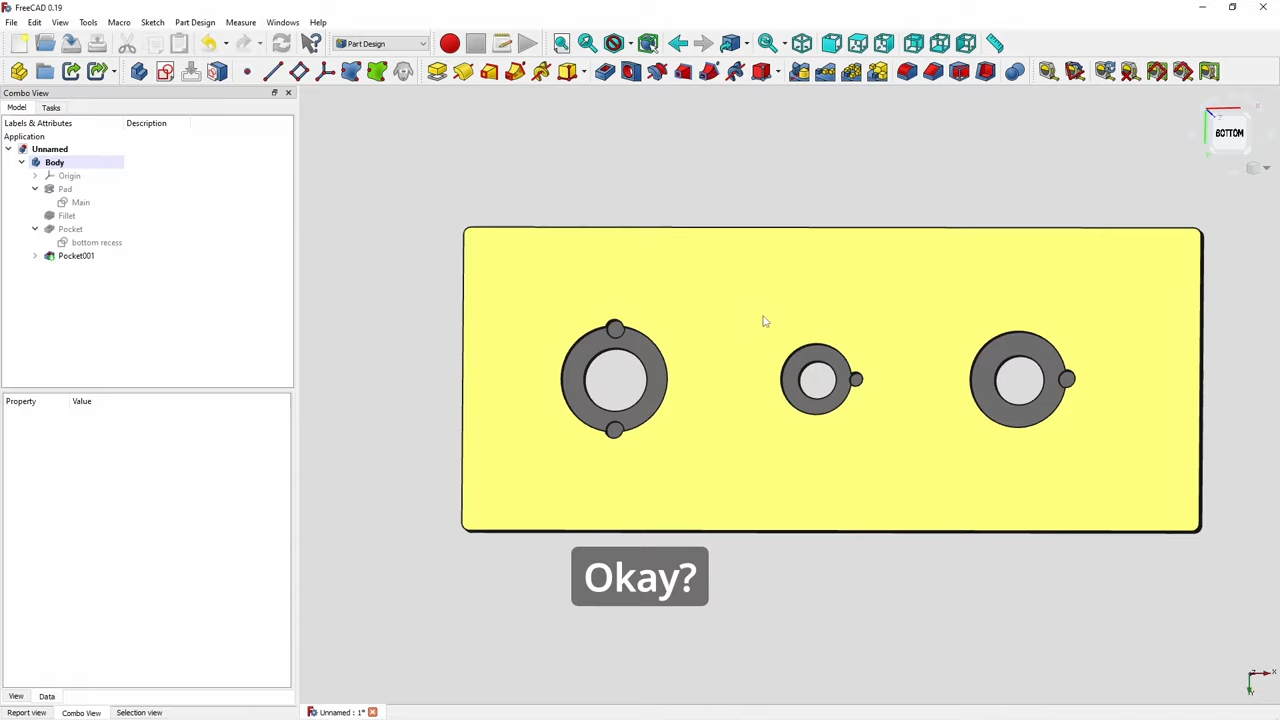 FreeCAD 0.19
File Edit View Tools Macro Sketch Part Design Measure Windows Help
Part Design
Combo View
Model Tasks
Labels & Attributes Description
Application
Unnamed
Body
Origin
Pad
Main
Fillet
Pocket
bottom recess
Pocket001
Property Value
View Data
Report view Combo View Selection view
Unnamed : 1*
BOTTOM
Okay?